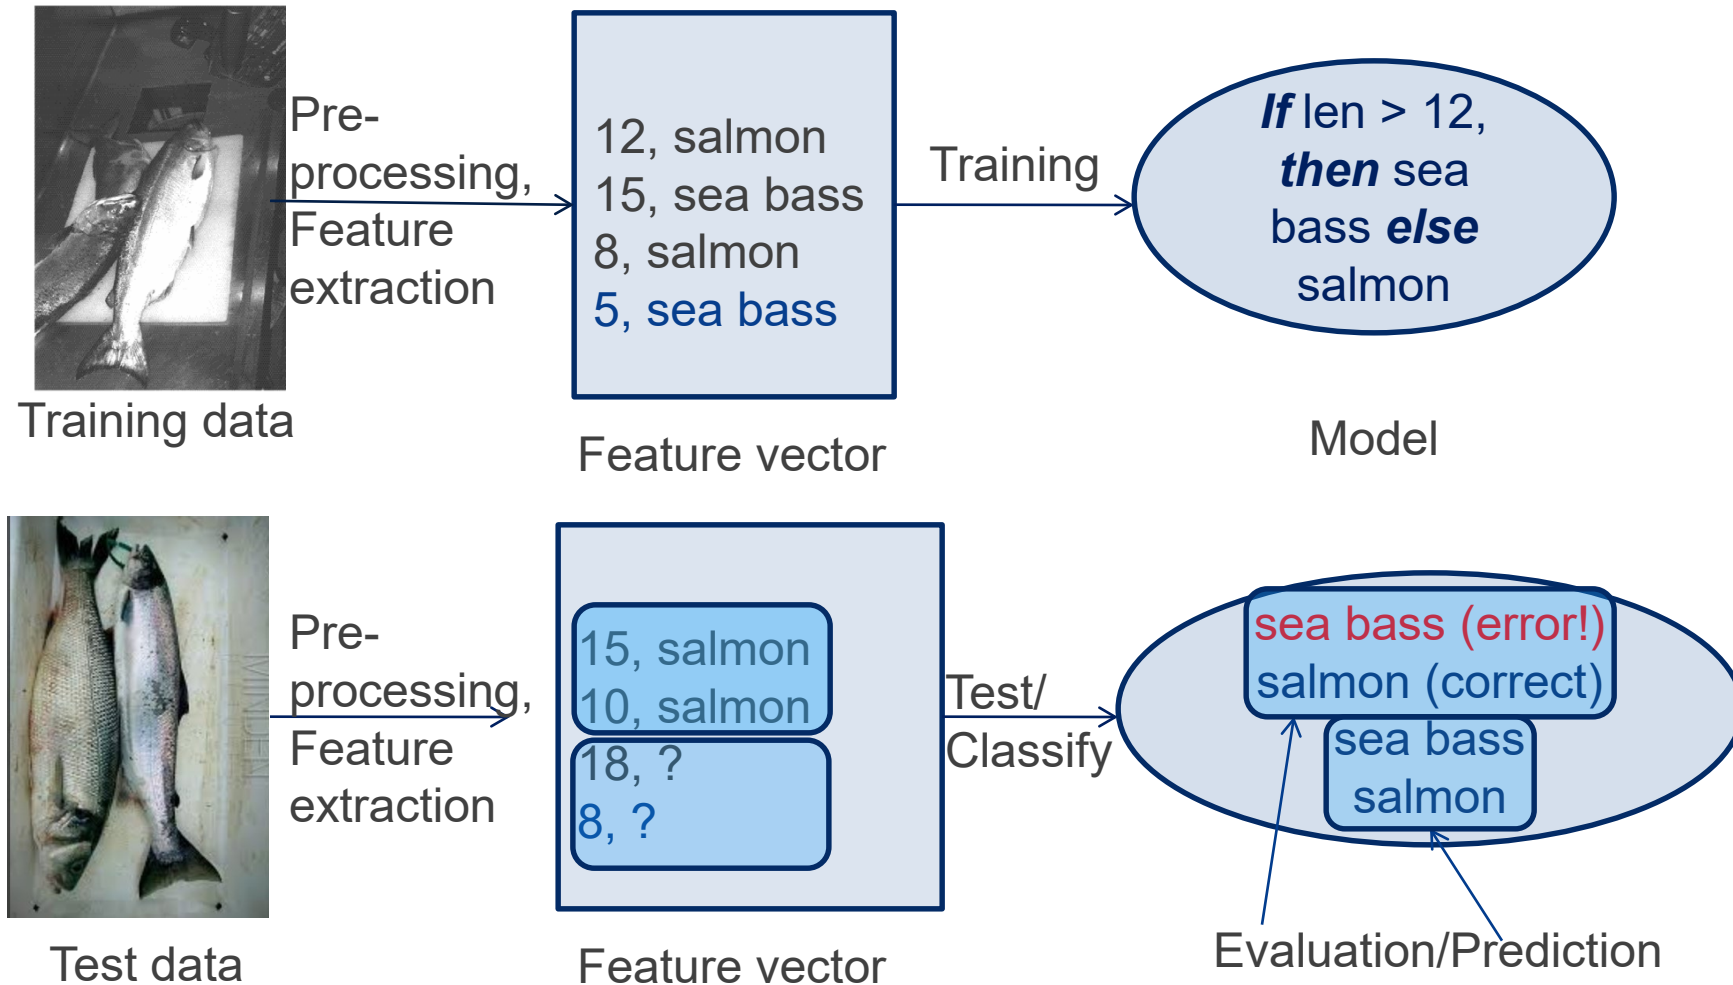 Pre-
processing,
Feature
extraction
12, salmon
15, sea bass
8, salmon
5, sea bass
Training
If len > 12,
then sea
bass else
salmon
Training data
Feature vector
Model
Pre-
processing,
Feature
extraction
15, salmon
10, salmon
18, ?
8, ?
Test/
Classify
sea bass (error!)
salmon (correct)
sea bass
salmon
Test data
Feature vector
Evaluation/Prediction